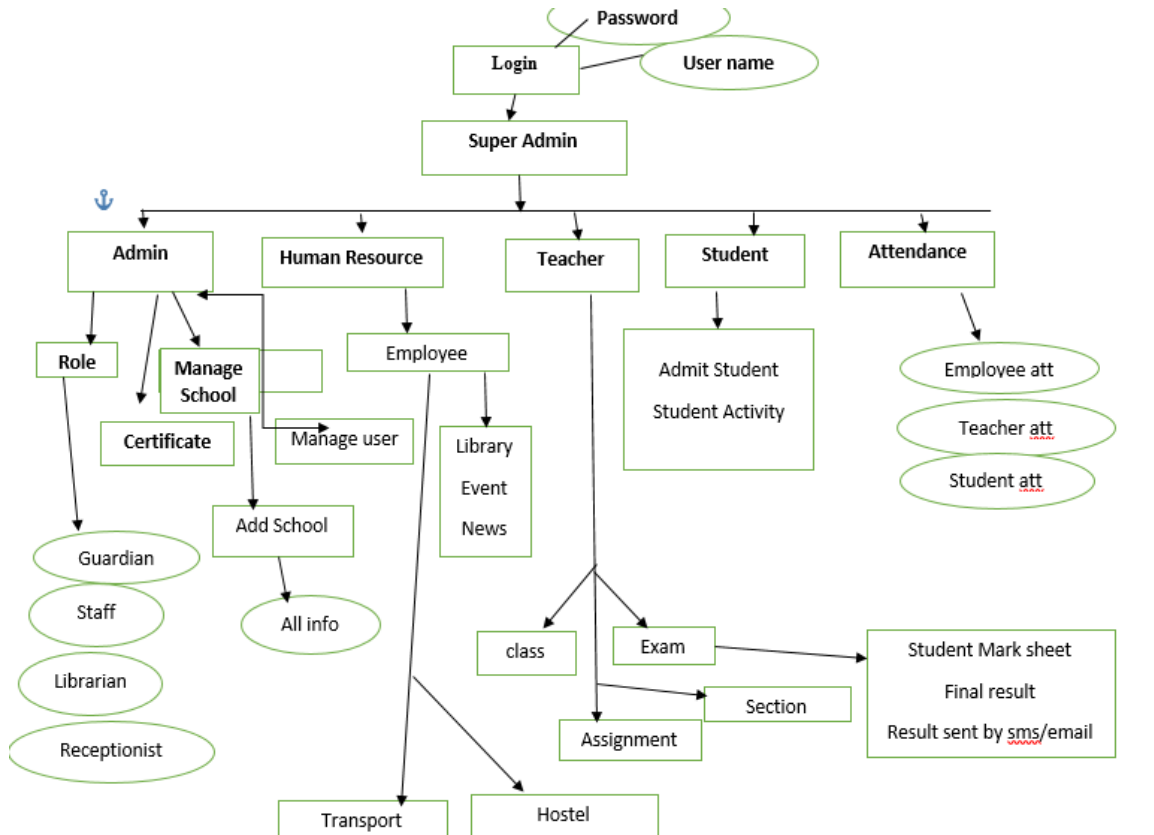 Password
Login
User name
Super Admin
Admin
Human Resource
Teacher
Student
Attendance
Role
Manage
School
Employee
Admit Student
Student Activity
Employee att
Teacher att
Student att
Certificate
Manage user
Library
Event
News
Add School
Guardian
Staff
Librarian
Receptionist
All info
class
Exam
Section
Assignment
Student Mark sheet
Final result
Result sent by sms/email
Transport
Hostel